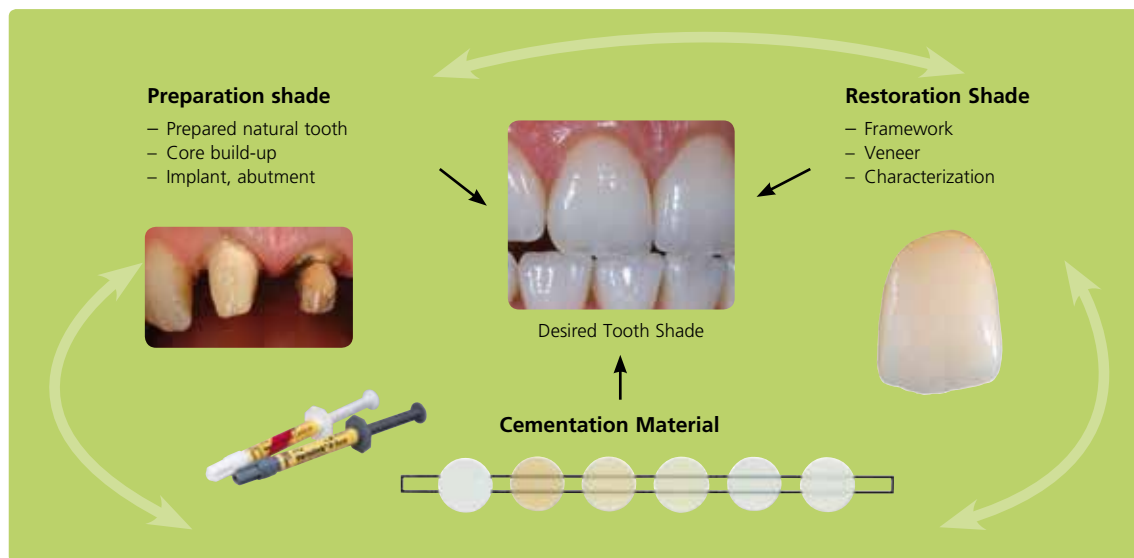 Preparation shade
– Prepared natural tooth
– Core build-up
– Implant, abutment
Restoration Shade
– Framework
– Veneer
– Characterization
Desired Tooth Shade
Cementation Material